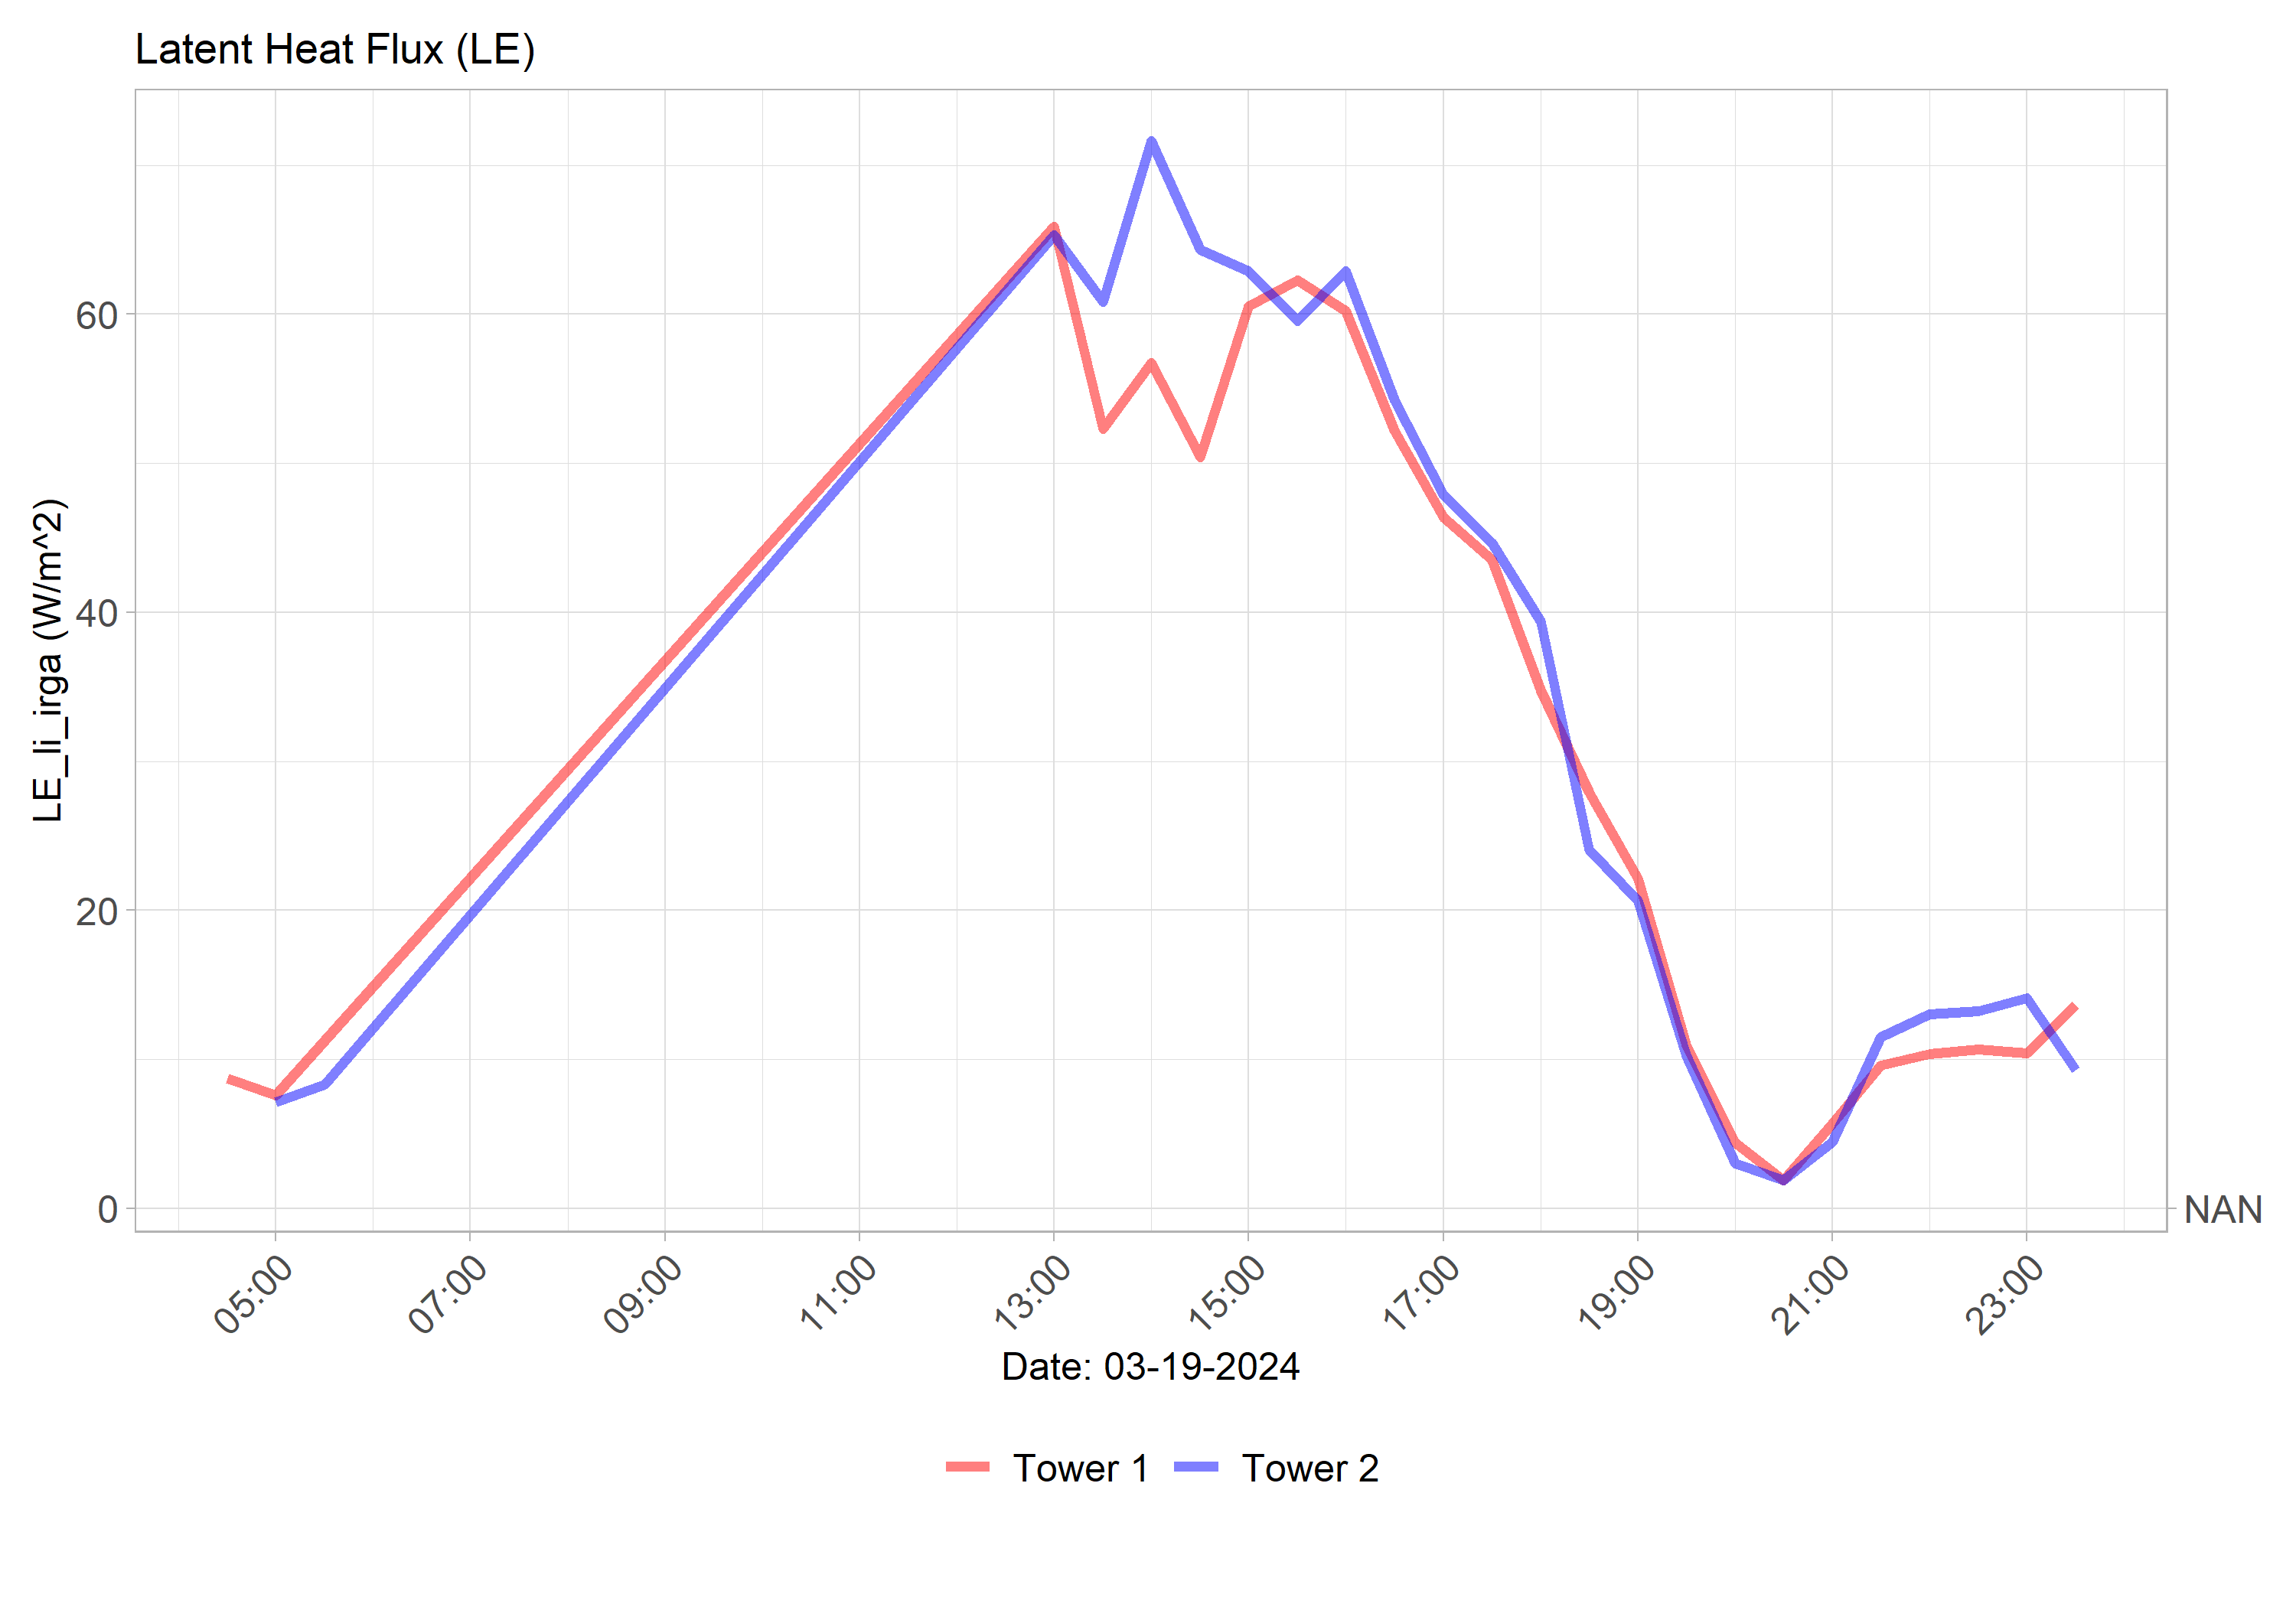 Latent Heat Flux (LE)
LE_li_irga (W/m^2)
60
40
20
0
NAN
05:00
07:00
09:00
11:00
13:00
15:00
17:00
19:00
21:00
23:00
Date: 03-19-2024
Tower 1
Tower 2